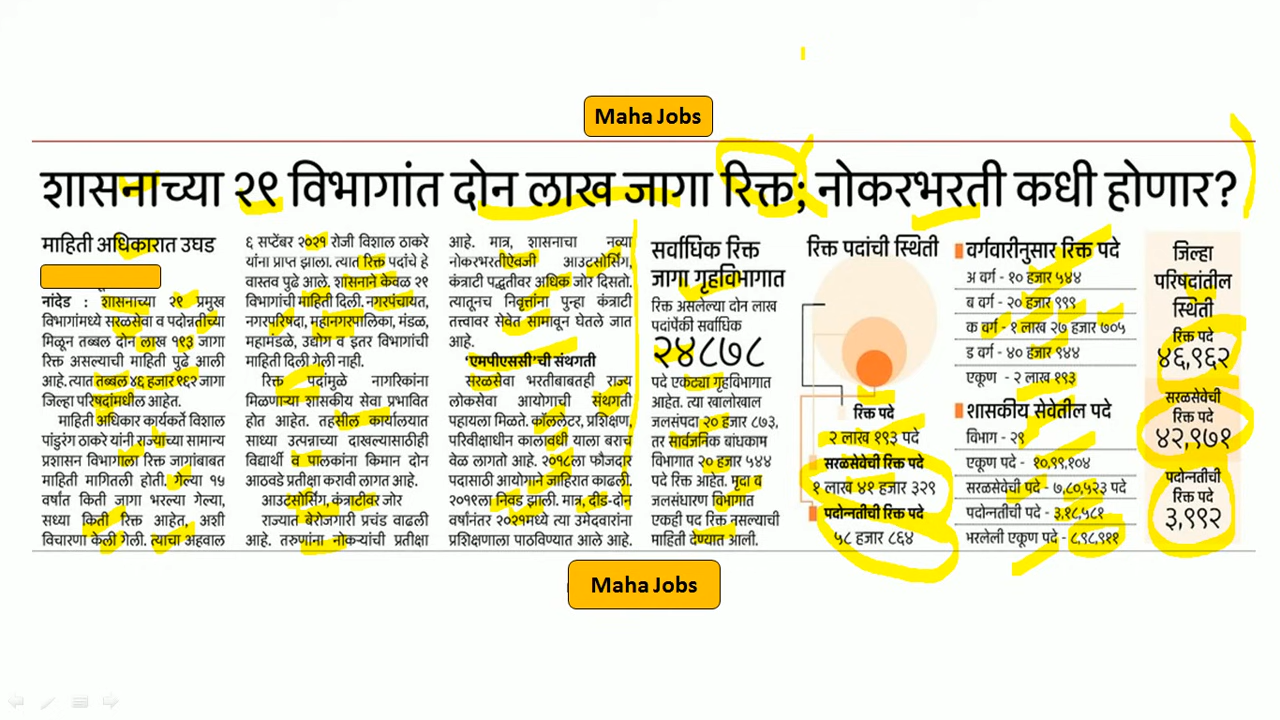 Maha Jobs
शासनाच्या २९ विभागांत दोन लाख जागा रिक्त; नोकरभरती कधी होणार?
माहिती अधिकारात उघड
नांदेड : शासनाच्या २९ प्रमुख
विभागांमध्ये सरळसेवा व पदोन्नतीच्या
मिळून तब्बल दोन लाख १९३ जागा
रिक्त असल्याची माहिती पुढे आली
आहे. त्यात तब्बल ४६ हजार ९६२ जागा
जिल्हा परिषदांमधील आहेत.
माहिती अधिकार कार्यकर्ते विशाल
पांडुरंग ठाकरे यांनी राज्याच्या सामान्य
प्रशासन विभागाला रिक्त जागांबाबत
माहिती मागितली होती. गेल्या १५
वर्षात किती जागा भरल्या गेल्या,
सध्या किती रिक्त आहेत, अशी
विचारणा केली गेली. त्याचा अहवाल
६ सप्टेंबर २०२१ रोजी विशाल ठाकरे
यांना प्राप्त झाला. त्यात रिक्त पदांचे हे
वास्तव पुढे आले. शासनाने केवळ २९
विभागांची माहिती दिली. नगरपंचायत,
नगरपरिषदा, महानगरपालिका, मंडळ,
महामंडळे, उद्योग व इतर विभागांची
माहिती दिली गेली नाही.
रिक्त पदांमुळे नागरिकांना
मिळणाऱ्या शासकीय सेवा प्रभावित
होत आहेत. तहसील कार्यालयात
साध्या उत्पन्नाच्या दाखल्यासाठीही
विद्यार्थी व पालकांना किमान दोन
आठवडे प्रतीक्षा करावी लागत आहे.
आउटसोर्सिंग, कंत्राटीवर जोर
राज्यात बेरोजगारी प्रचंड वाढली
आहे. तरुणांना नोकऱ्यांची प्रतीक्षा
आहे. मात्र, शासनाचा नव्या
नोकरभरतीऐवजी आउटसोर्सिंग,
कंत्राटी पद्धतीवर अधिक जोर दिसतो.
त्यातूनच निवृत्तांना पुन्हा कंत्राटी
तत्त्वावर सेवेत सामावून घेतले जात
आहे.
'एमपीएससी'ची संथगती
सरळसेवा भरतीबाबतही राज्य
लोकसेवा आयोगाची संथगती
पहायला मिळते. कॉललेटर, प्रशिक्षण,
परिवीक्षाधीन कालावधी याला बराच
वेळ लागतो आहे. २०१८ला फौजदार
पदासाठी आयोगाने जाहिरात काढली.
२०१९ला निवड झाली. मात्र, दीड-दोन
वर्षानंतर २०२१मध्ये त्या उमेदवारांना
प्रशिक्षणाला पाठविण्यात आले आहे.
सर्वाधिक रिक्त
जागा गृहविभागात
रिक्त असलेल्या दोन लाख
पदांपैकी सर्वाधिक
२४८७८
पदे एकट्या गृहविभागात
आहेत. त्या खालोखाल
जलसंपदा २० हजार ८७३,
तर सार्वजनिक बांधकाम
विभागात २० हजार ५४४
पदे रिक्त आहेत. मृदा व
जलसंधारण विभागात
एकही पद रिक्त नसल्याची
माहिती देण्यात आली.
रिक्त पदांची स्थिती
रिक्त पदे
२ लाख १९३ पदे
सरळसेवेची रिक्त पदे
१ लाख ४१ हजार ३२९
पदोन्नतीची रिक्त पदे
५८ हजार ८६४
वर्गवारीनुसार रिक्त पदे
अ वर्ग - १० हजार ५४४
ब वर्ग - २० हजार ९९९
क वर्ग - १ लाख २७ हजार ७०५
ड वर्ग - ४० हजार ९४४
एकूण - २ लाख १९३
शासकीय सेवेतील पदे
विभाग - २९
एकूण पदे - १०,९९,१०४
सरळसेवेची पदे - ७,८०,५२३ पदे
पदोन्नतीची पदे - ३,१८,५८१
भरलेली एकूण पदे - ८,९८,९११
जिल्हा
परिषदांतील
स्थिती
रिक्त पदे
४६,९६२
सरळसेवेची
रिक्त पदे
४२,९७१
पदोन्नतीची
रिक्त पदे
३,९९२
Maha Jobs